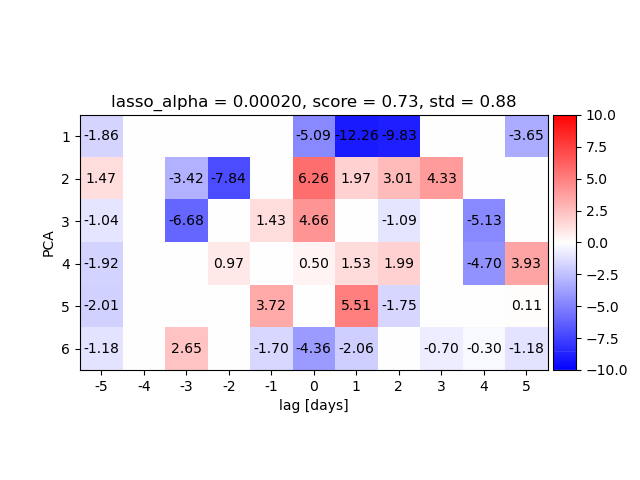 lasso_alpha = 0.00020, score = 0.73, std = 0.88
PCA
1 -1.86 -5.09 -12.26 -9.83 -3.65
2 1.47 -3.42 -7.84 6.26 1.97 3.01 4.33
3 -1.04 -6.68 1.43 4.66 -1.09 -5.13
4 -1.92 0.97 0.50 1.53 1.99 -4.70 3.93
5 -2.01 3.72 5.51 -1.75 0.11
6 -1.18 2.65 -1.70 -4.36 -2.06 -0.70 -0.30 -1.18
-5 -4 -3 -2 -1 0 1 2 3 4 5
lag [days]
10.0
7.5
5.0
2.5
0.0
−2.5
−5.0
−7.5
−10.0